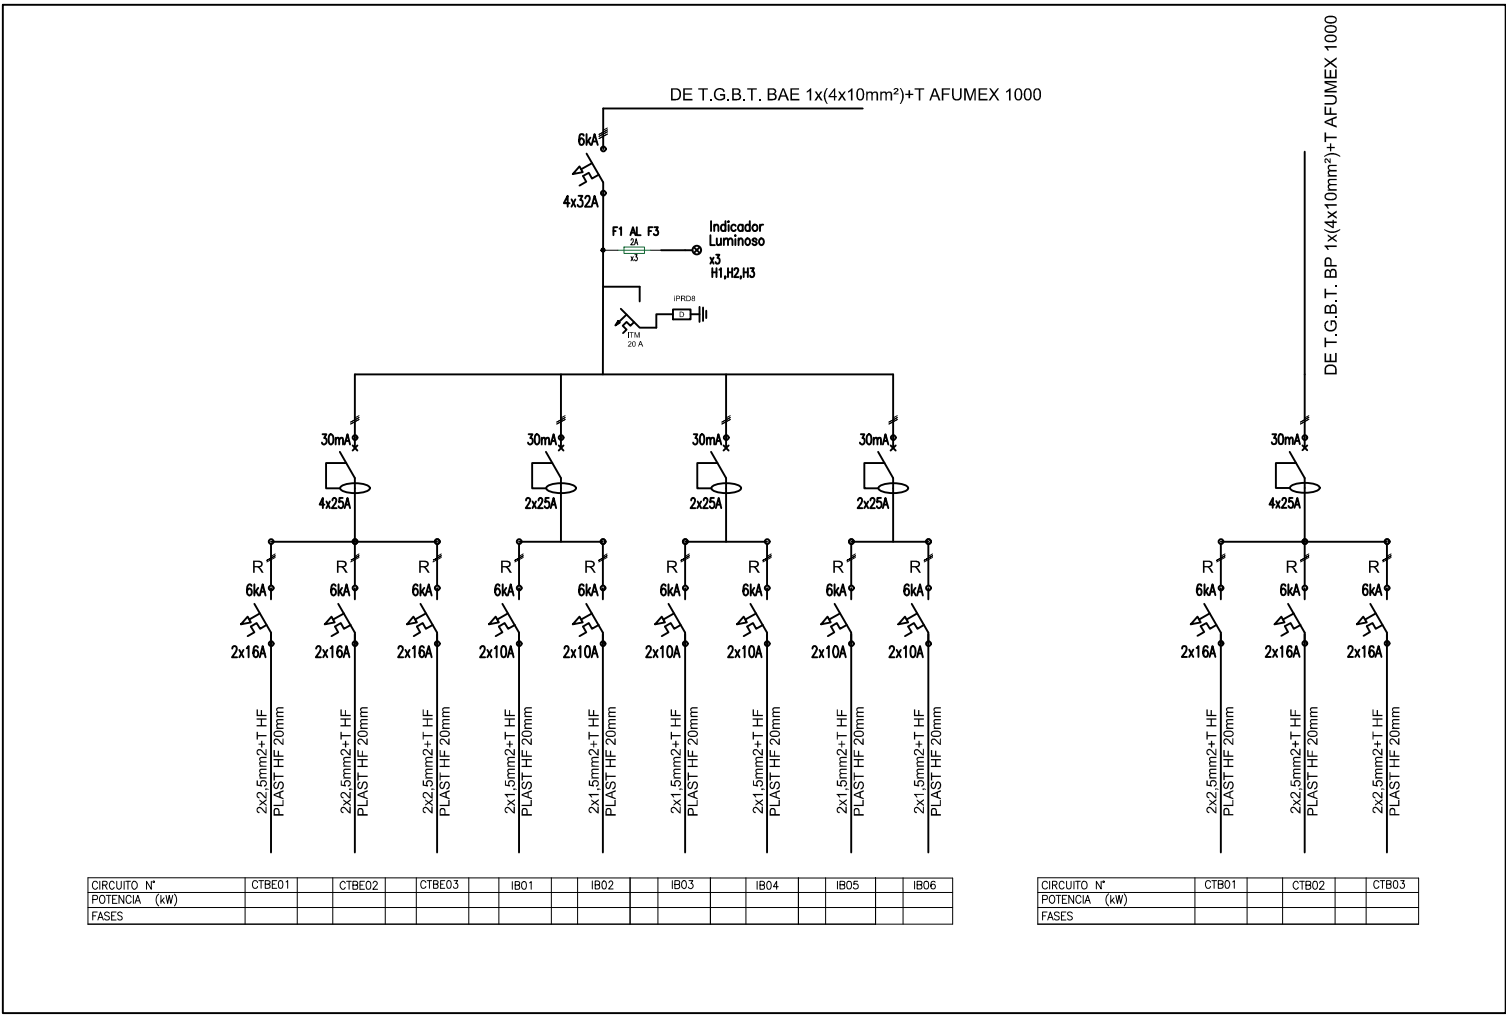 DE T.G.B.T. BAE 1x(4x10mm²)+T AFUMEX 1000
DE T.G.B.T. BP 1x(4x10mm²)+T AFUMEX 1000
6kA
4x32A
F1 AL F3
2A
x3
Indicador
Luminoso
x3
H1,H2,H3
iPRD8
D
ITM
20 A
30mA
30mA
30mA
30mA
30mA
4x25A
2x25A
2x25A
2x25A
4x25A
R
R
R
R
R
R
R
R
R
R
R
R
6kA
6kA
6kA
6kA
6kA
6kA
6kA
6kA
6kA
6kA
6kA
6kA
2x16A
2x16A
2x16A
2x10A
2x10A
2x10A
2x10A
2x10A
2x10A
2x16A
2x16A
2x16A
2x2,5mm2+T HF
PLAST HF 20mm
2x2,5mm2+T HF
PLAST HF 20mm
2x2,5mm2+T HF
PLAST HF 20mm
2x1,5mm2+T HF
PLAST HF 20mm
2x1,5mm2+T HF
PLAST HF 20mm
2x1,5mm2+T HF
PLAST HF 20mm
2x1,5mm2+T HF
PLAST HF 20mm
2x1,5mm2+T HF
PLAST HF 20mm
2x1,5mm2+T HF
PLAST HF 20mm
2x2,5mm2+T HF
PLAST HF 20mm
2x2,5mm2+T HF
PLAST HF 20mm
2x2,5mm2+T HF
PLAST HF 20mm
CIRCUITO N° CTBE01 CTBE02 CTBE03 IB01 IB02 IB03 IB04 IB05 IB06
POTENCIA (kW)
FASES
CIRCUITO N° CTB01 CTB02 CTB03
POTENCIA (kW)
FASES